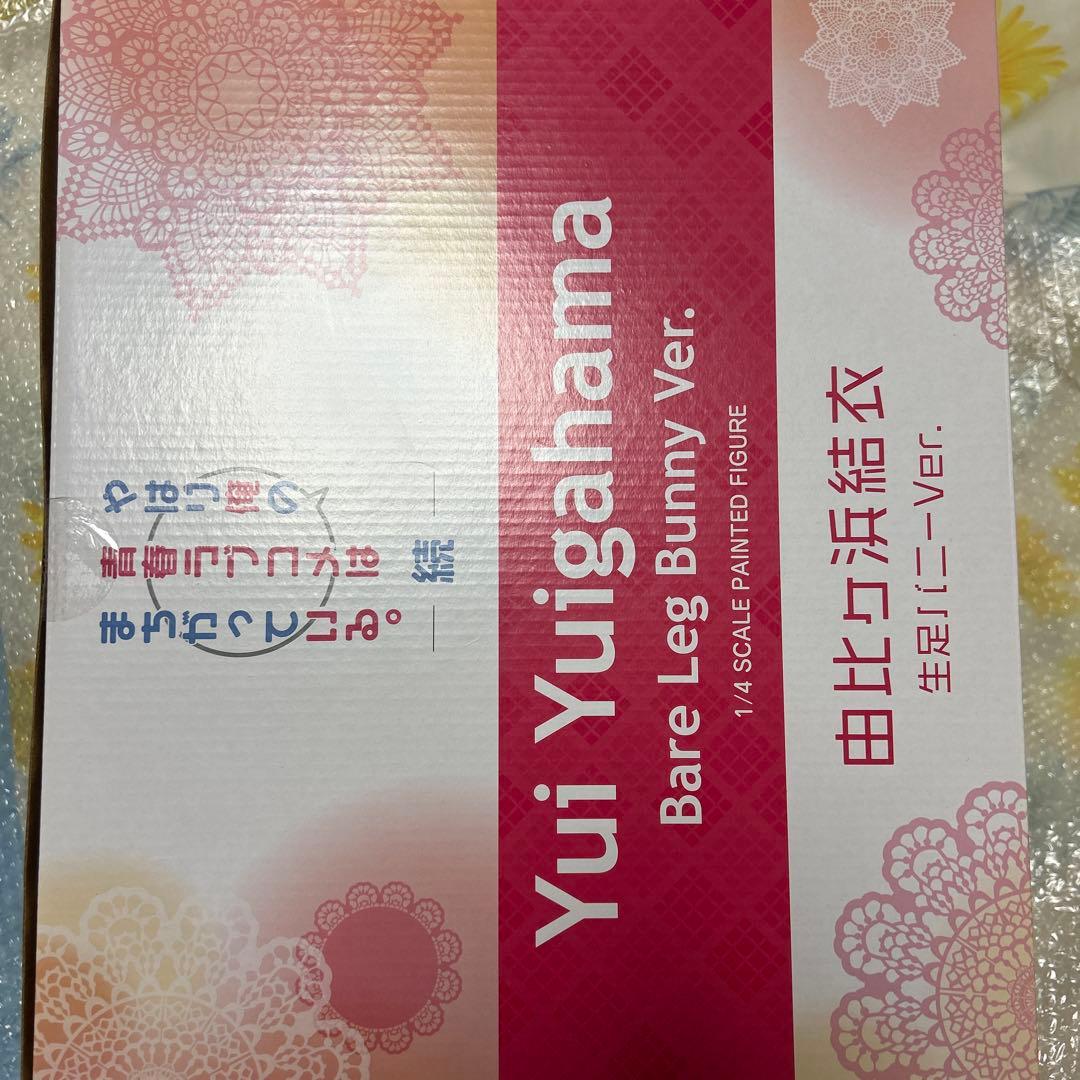 やはり俺の
青春ラブコメは
まちがっている。
続
Yui Yuigahama
Bare Leg Bunny Ver.
1/4 SCALE PAINTED FIGURE
由比ヶ浜結衣
生足バニーVer.